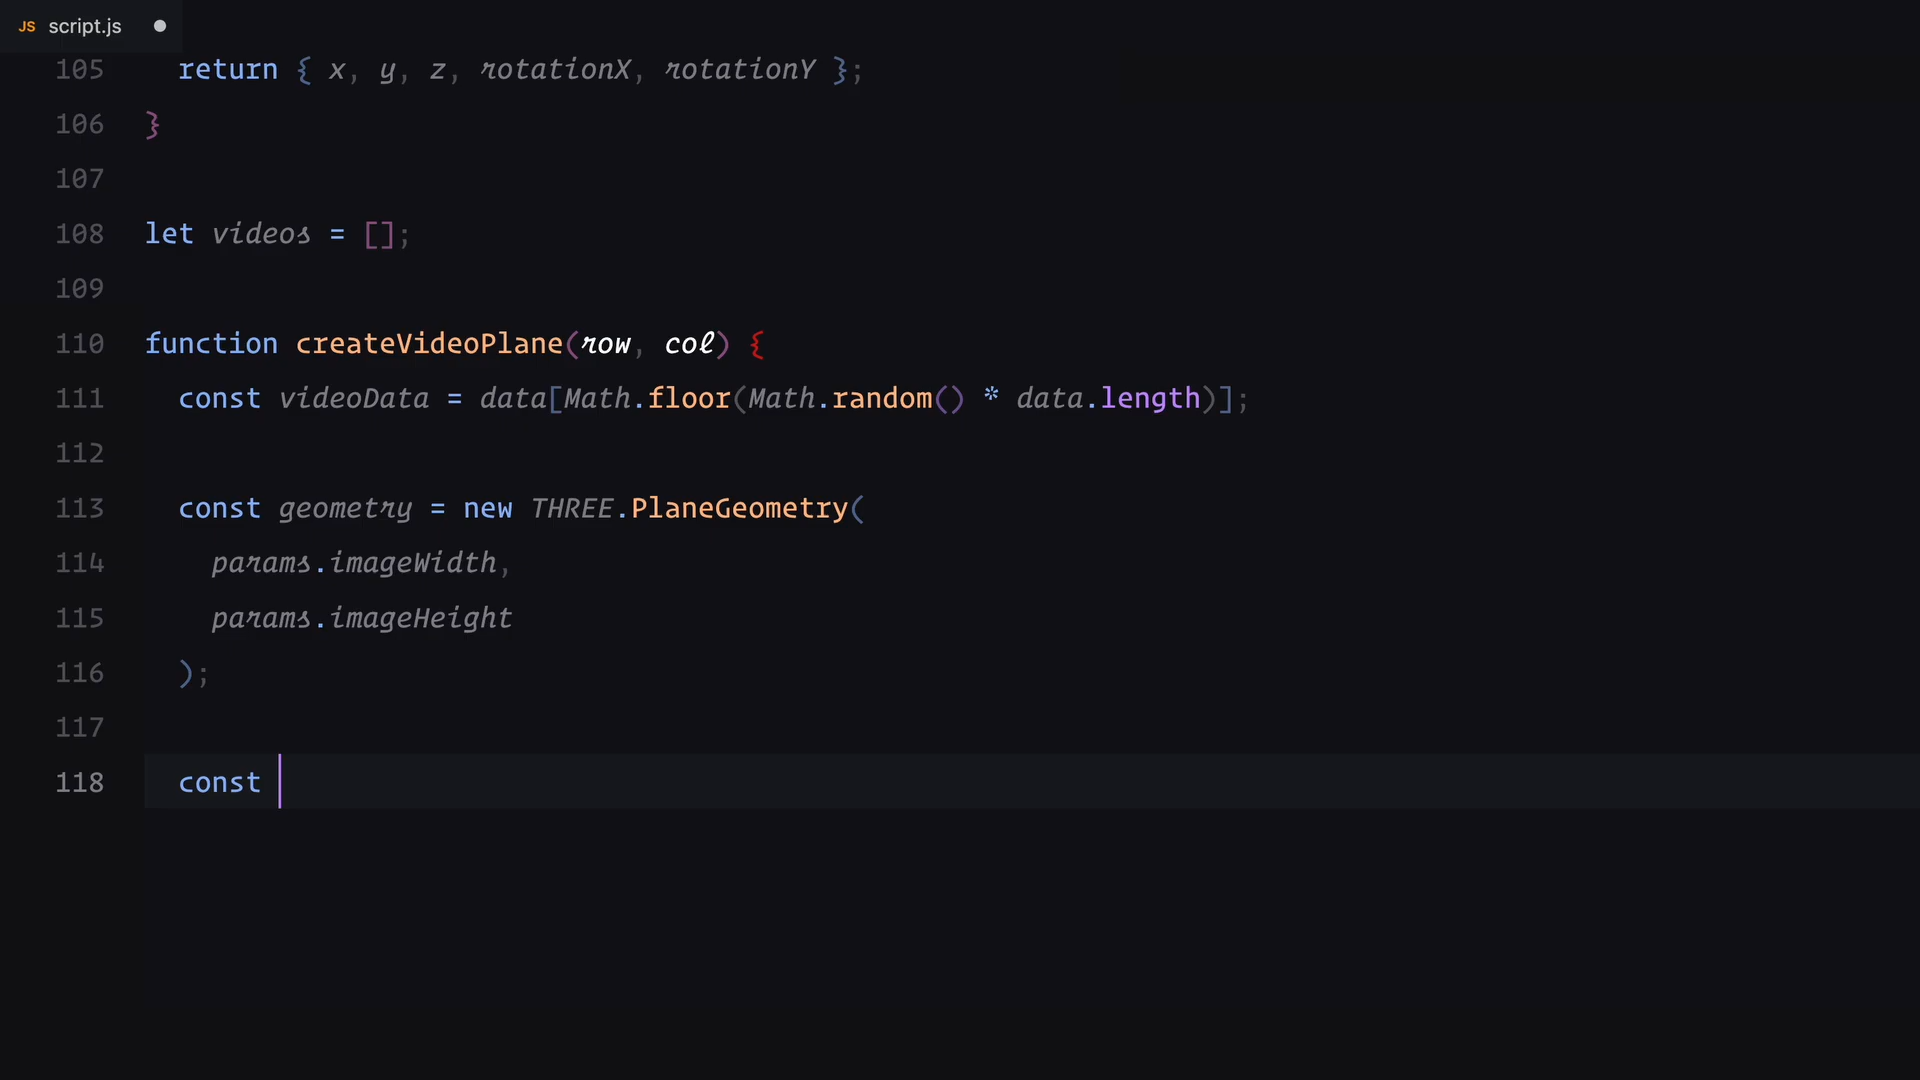 JS script.js
105 return { x, y, z, rotationX, rotationY };
106 }
107
108 let videos = [];
109
110 function createVideoPlane(row, col) {
111 const videoData = data[Math.floor(Math.random() * data.length)];
112
113 const geometry = new THREE.PlaneGeometry(
114 params.imageWidth,
115 params.imageHeight
116 );
117
118 const